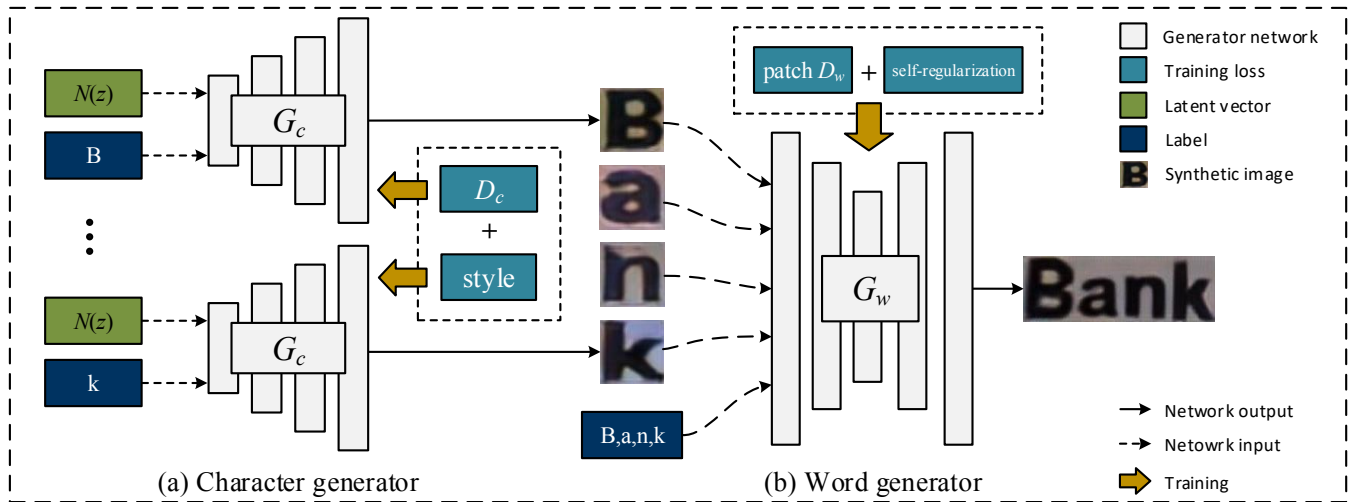 N(z)
B
G_c
N(z)
k
G_c
D_c
+
style
(a) Character generator
B
a
n
k
B,a,n,k
patch D_w + self-regularization
G_w
Bank
(b) Word generator
Generator network
Training loss
Latent vector
Label
B Synthetic image
Network output
Netowrk input
Training